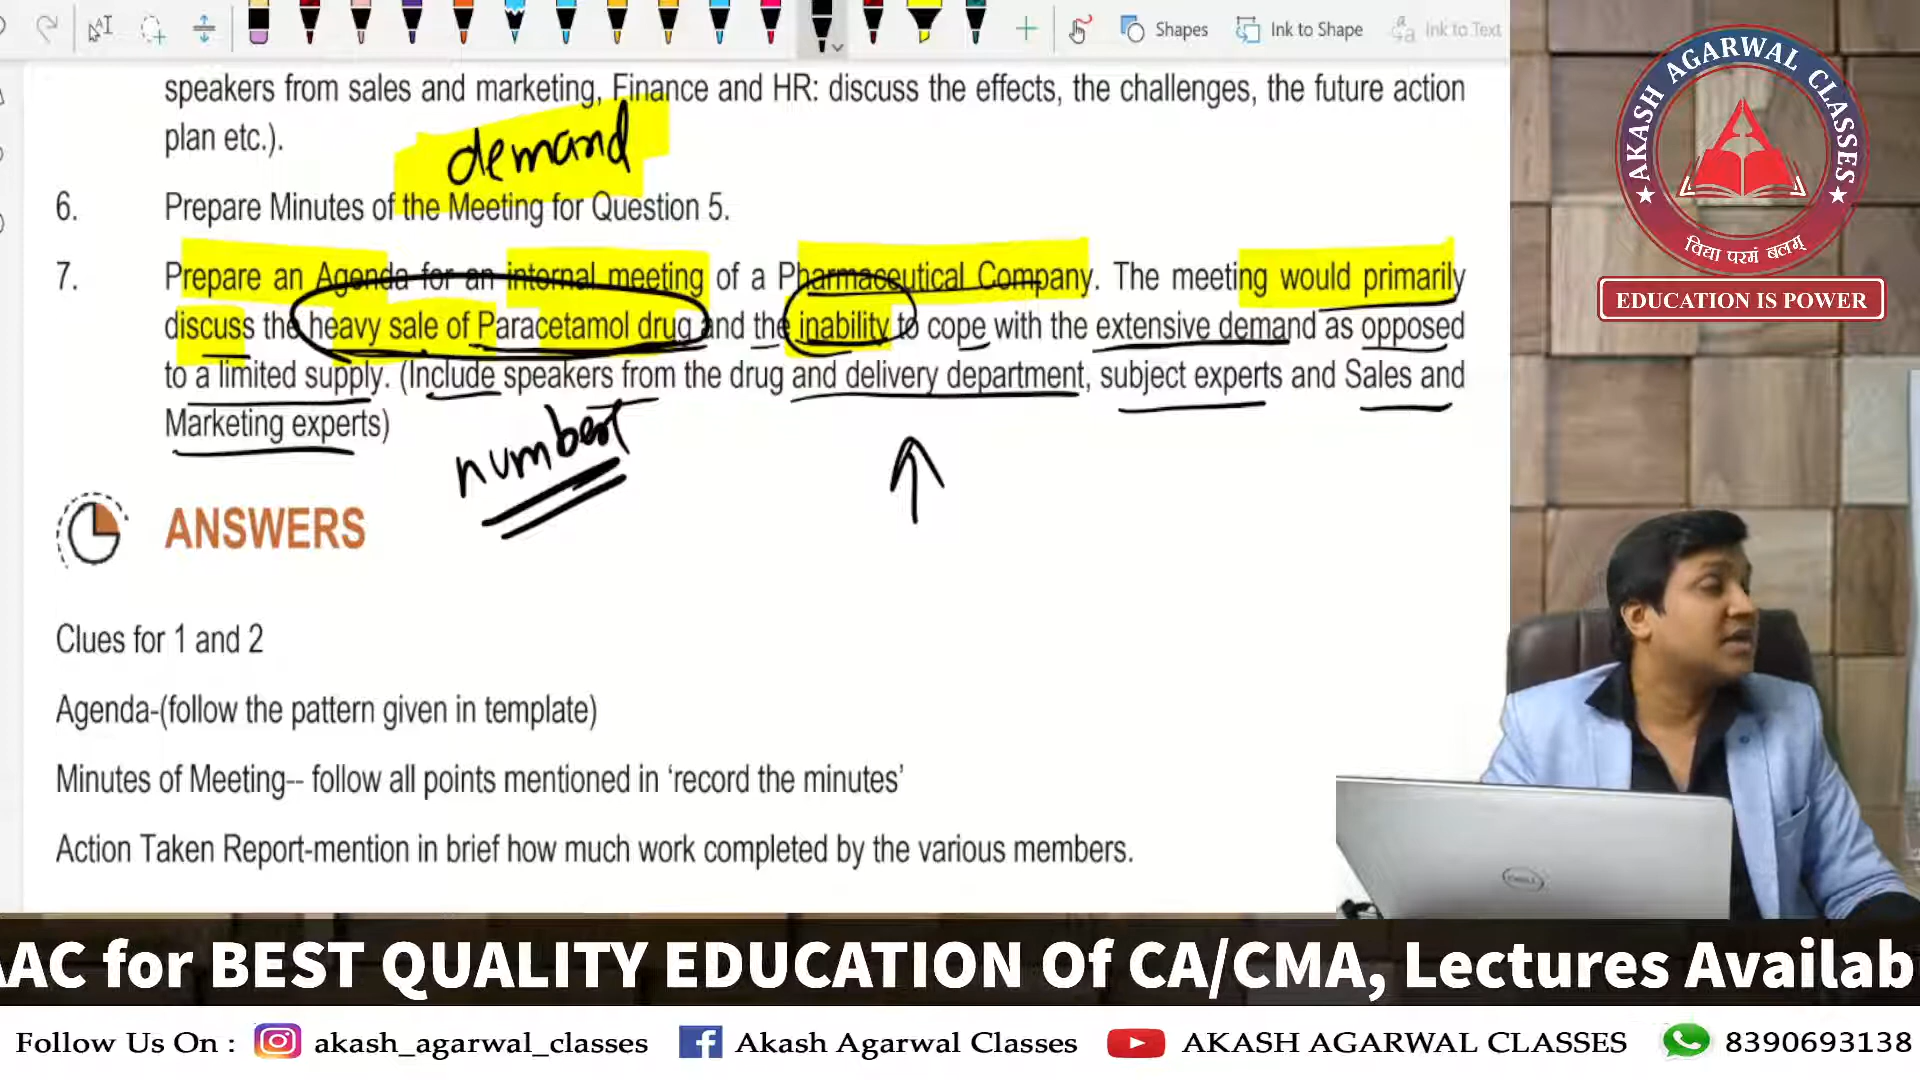 Shapes
Ink to Shape
Ink to Text
speakers from sales and marketing, Finance and HR: discuss the effects, the challenges, the future action
plan etc.).
demand
6. Prepare Minutes of the Meeting for Question 5.
7. Prepare an Agenda for an internal meeting of a Pharmaceutical Company. The meeting would primarily
discuss the heavy sale of Paracetamol drug and the inability to cope with the extensive demand as opposed
to a limited supply. (Include speakers from the drug and delivery department, subject experts and Sales and
Marketing experts)
number
ANSWERS
Clues for 1 and 2
Agenda-(follow the pattern given in template)
Minutes of Meeting-- follow all points mentioned in ‘record the minutes’
Action Taken Report-mention in brief how much work completed by the various members.
AKASH AGARWAL CLASSES
विद्या परमं बलम्
EDUCATION IS POWER
DELL
AAC for BEST QUALITY EDUCATION Of CA/CMA, Lectures Availab
Follow Us On : akash_agarwal_classes Akash Agarwal Classes AKASH AGARWAL CLASSES 8390693138